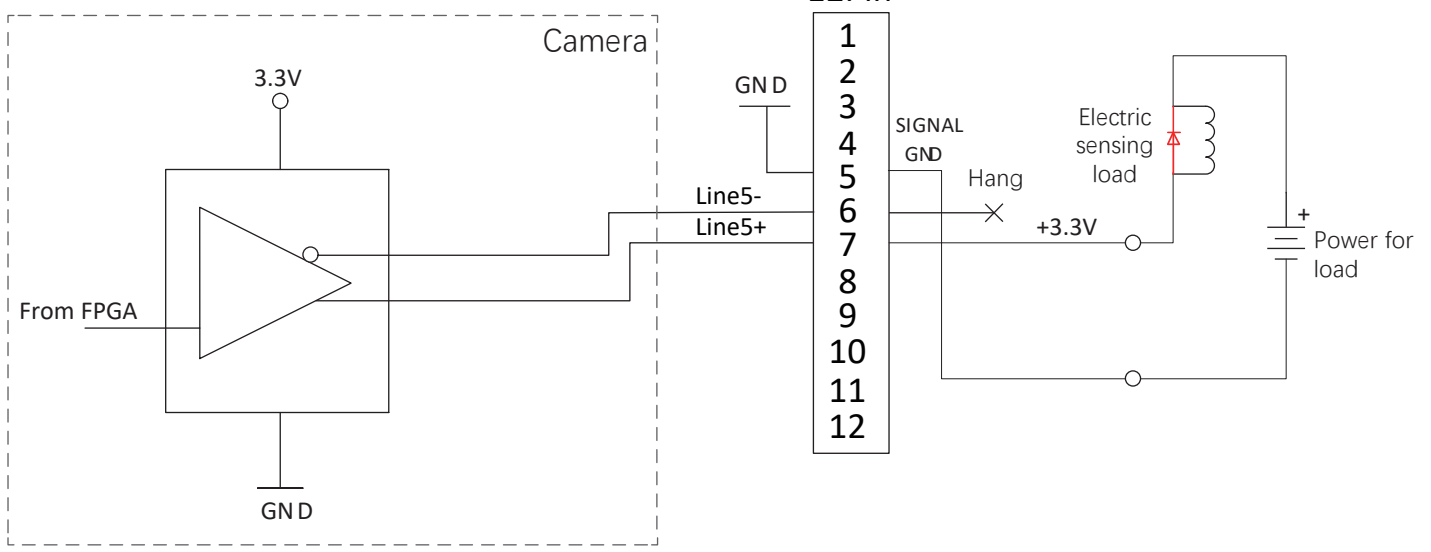 Camera
3.3V
From FPGA
GND
GND
Line5-
Line5+
1
2
3
4
5
6
7
8
9
10
11
12
SIGNAL
GND
Hang
+3.3V
Electric
sensing
load
+
Power for
load